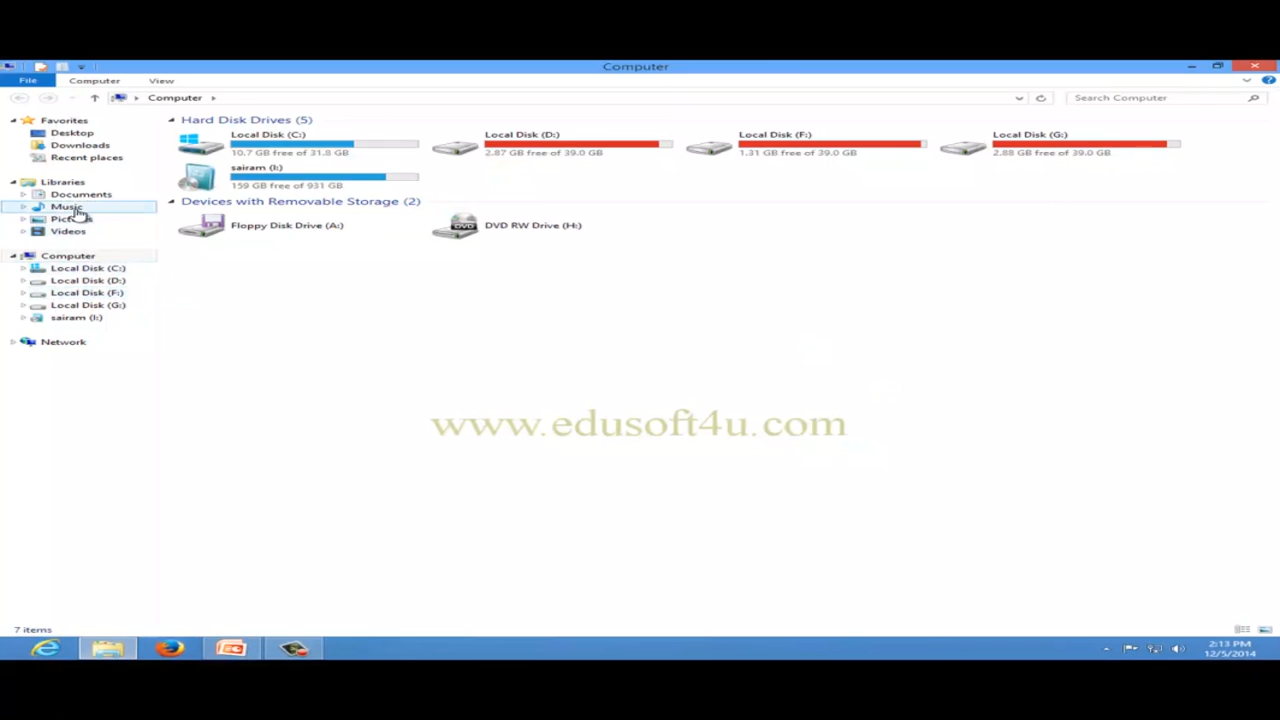 Computer
File
Computer
View
Computer
Search Computer
Favorites
Desktop
Downloads
Recent places
Libraries
Documents
Music
Videos
Computer
Local Disk (C:)
Local Disk (D:)
Local Disk (F:)
Local Disk (G:)
sairam (I:)
Network
Hard Disk Drives (5)
Local Disk (C:)
10.7 GB free of 31.8 GB
Local Disk (D:)
2.87 GB free of 39.0 GB
Local Disk (F:)
1.31 GB free of 39.0 GB
Local Disk (G:)
2.88 GB free of 39.0 GB
sairam (I:)
159 GB free of 931 GB
Devices with Removable Storage (2)
Floppy Disk Drive (A:)
DVD
DVD RW Drive (H:)
www.edusoft4u.com
7 items
2:13 PM
12/5/2014